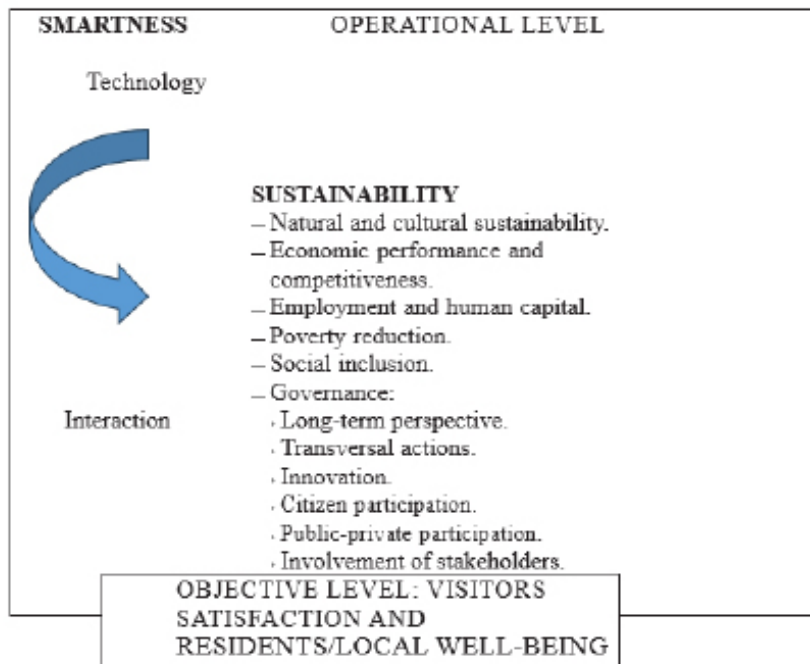 SMARTNESS OPERATIONAL LEVEL
Technology
SUSTAINABILITY
– Natural and cultural sustainability.
– Economic performance and
competitiveness.
– Employment and human capital.
– Poverty reduction.
– Social inclusion.
– Governance:
Interaction
· Long-term perspective.
· Transversal actions.
· Innovation.
· Citizen participation.
· Public-private participation.
· Involvement of stakeholders.
OBJECTIVE LEVEL: VISITORS
SATISFACTION AND
RESIDENTS/LOCAL WELL-BEING